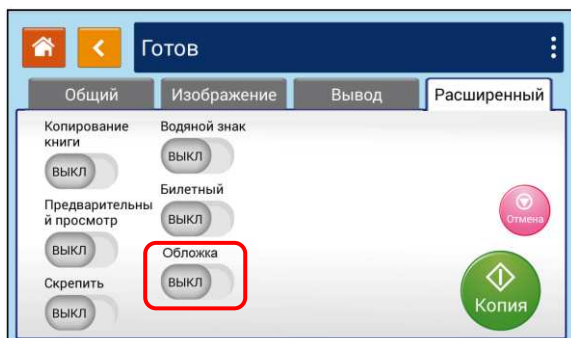 Готов
Общий
Изображение
Вывод
Расширенный
Копирование
книги
ВЫКЛ
Предварительны
й просмотр
ВЫКЛ
Скрепить
ВЫКЛ
Водяной знак
ВЫКЛ
Билетный
ВЫКЛ
Обложка
ВЫКЛ
Отмена
Копия